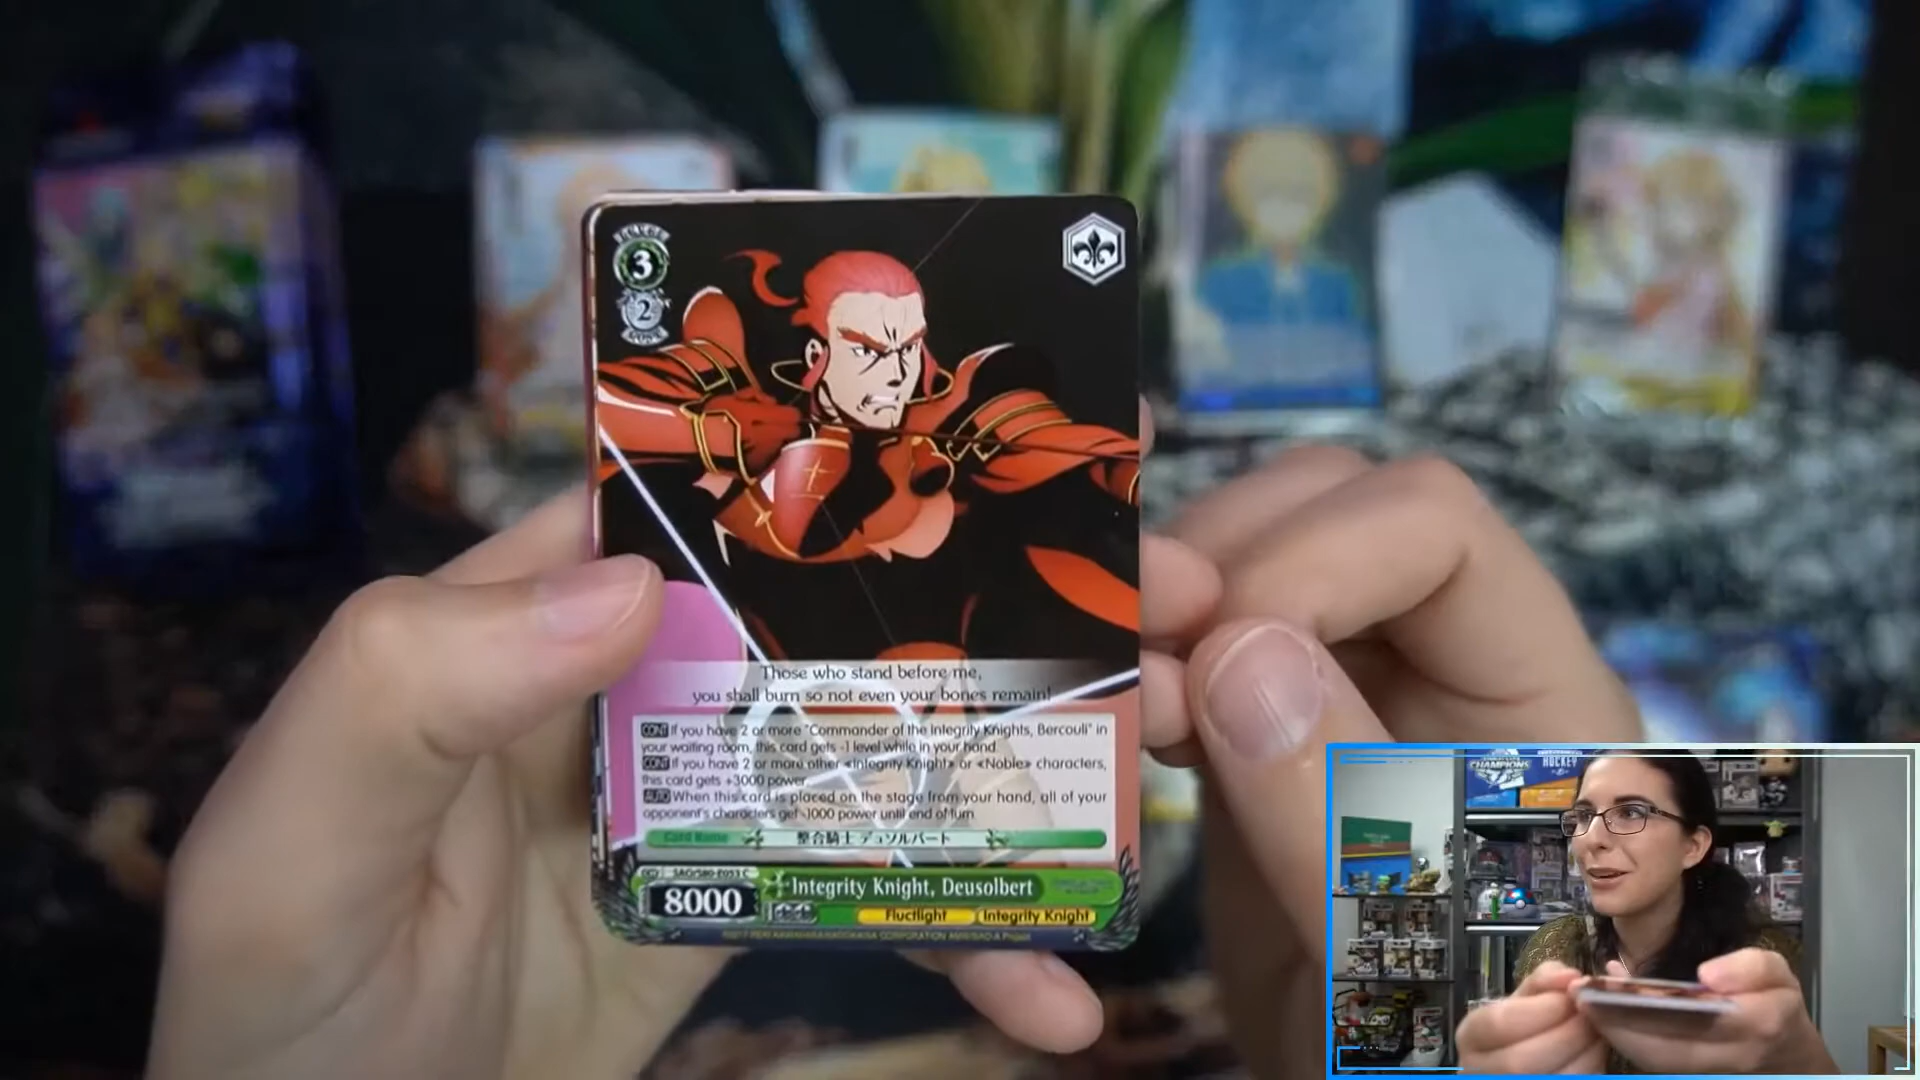 3
2
Those who stand before me,
you shall burn so not even your bones remain!
CONT If you have 2 or more "Commander of the Integrity Knights, Bercouli" in
your waiting room, this card gets -1 level while in your hand.
CONT If you have 2 or more other «Integrity Knight» or «Noble» characters,
this card gets +3000 power.
AUTO When this card is placed on the stage from your hand, all of your
opponent's characters get -1000 power until end of turn.
Card Name 整合騎士 デュソルバート
SAO/S80-E053 C
8000
Integrity Knight, Deusolbert
Fluctlight Integrity Knight
CHAMPIONS
HOCKEY